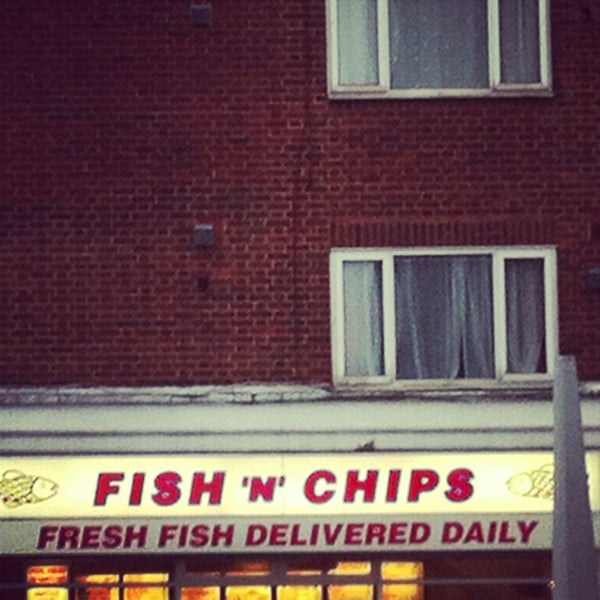 FISH 'N' CHIPS
FRESH FISH DELIVERED DAILY